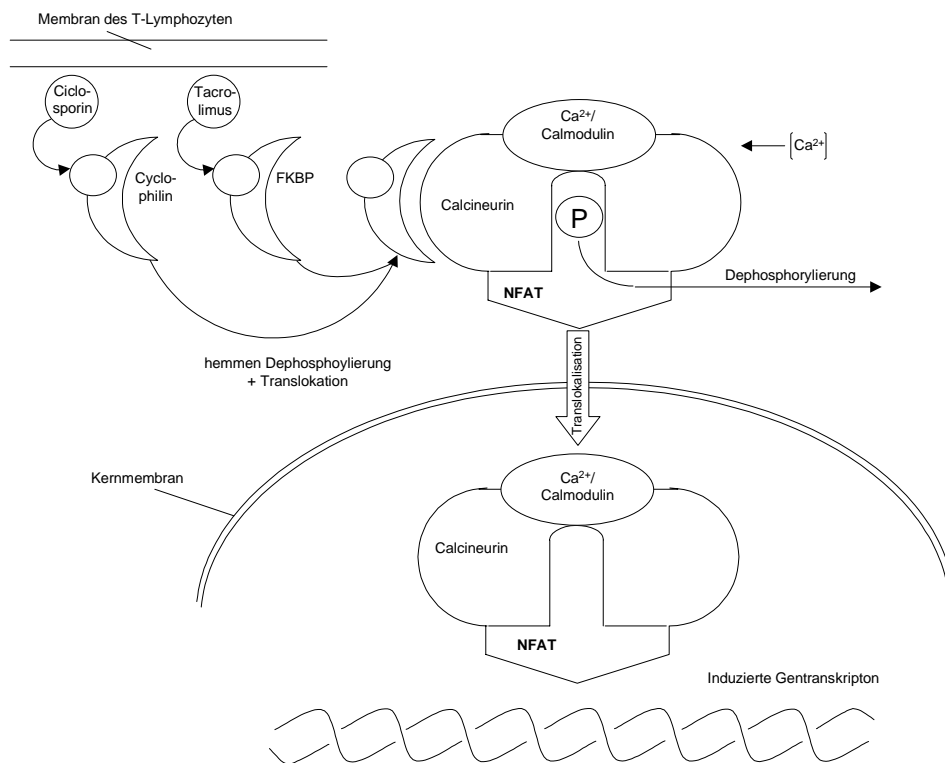 Membran des T-Lymphozyten
Ciclo-
sporin
Tacro-
limus
Cyclo-
philin
FKBP
Ca²⁺/
Calmodulin
[Ca²⁺]
Calcineurin
P
Dephosphorylierung
NFAT
hemmen Dephosphoylierung
+ Translokation
Translokalisation
Kernmembran
Ca²⁺/
Calmodulin
Calcineurin
NFAT
Induzierte Gentranskripton